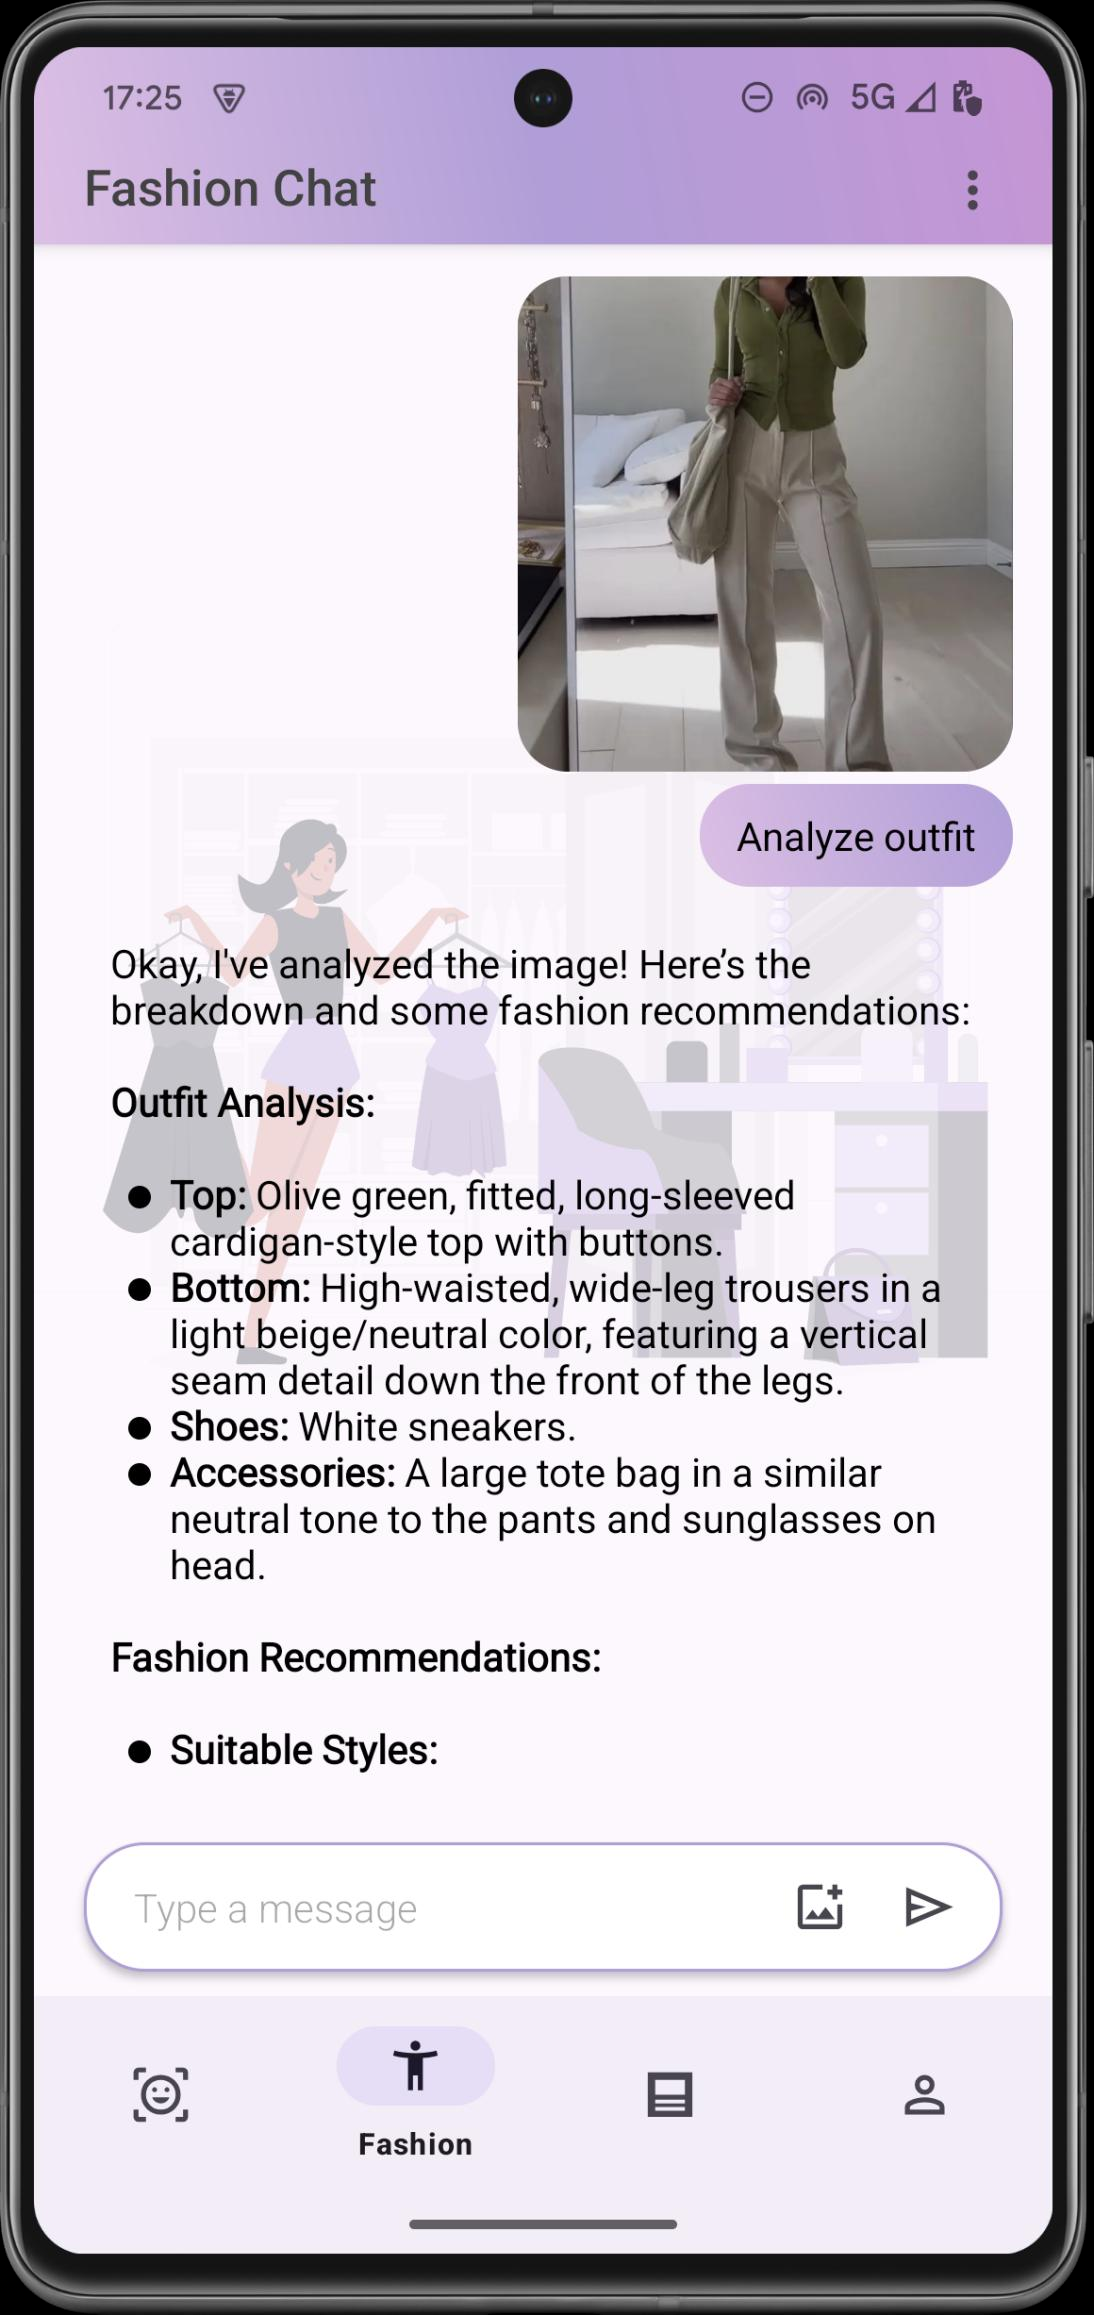 17:25
5G
Fashion Chat
Analyze outfit
Okay, I've analyzed the image! Here’s the
breakdown and some fashion recommendations:
Outfit Analysis:
● Top: Olive green, fitted, long-sleeved
cardigan-style top with buttons.
● Bottom: High-waisted, wide-leg trousers in a
light beige/neutral color, featuring a vertical
seam detail down the front of the legs.
● Shoes: White sneakers.
● Accessories: A large tote bag in a similar
neutral tone to the pants and sunglasses on
head.
Fashion Recommendations:
● Suitable Styles:
Type a message
Fashion